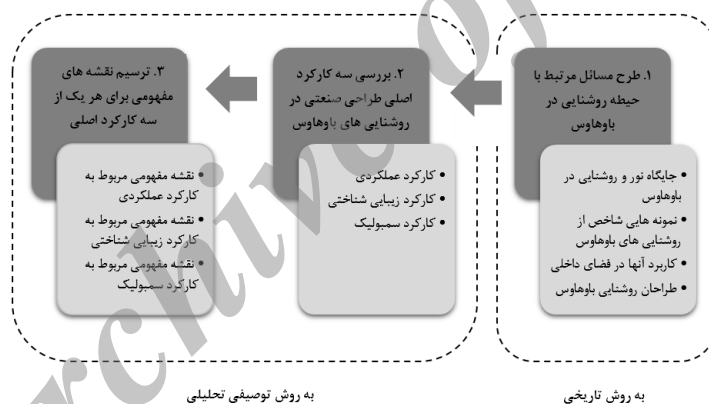 ۱. طرح مسائل مرتبط با
حیطه روشنایی در
باوهاوس
• جایگاه نور و روشنایی در
باوهاوس
• نمونه هایی شاخص از
روشنایی های باوهاوس
• کاربرد آنها در فضای داخلی
• طراحان روشنایی باوهاوس
۲. بررسی سه کارکرد
اصلی طراحی صنعتی در
روشنایی های باوهاوس
• کارکرد عملکردی
• کارکرد زیبایی شناختی
• کارکرد سمبولیک
۳. ترسیم نقشه های
مفهومی برای هر یک از
سه کارکرد اصلی
• نقشه مفهومی مربوط به
کارکرد عملکردی
• نقشه مفهومی مربوط به
کارکرد زیبایی شناختی
• نقشه مفهومی مربوط به
کارکرد سمبولیک
به روش تاریخی
به روش توصیفی تحلیلی